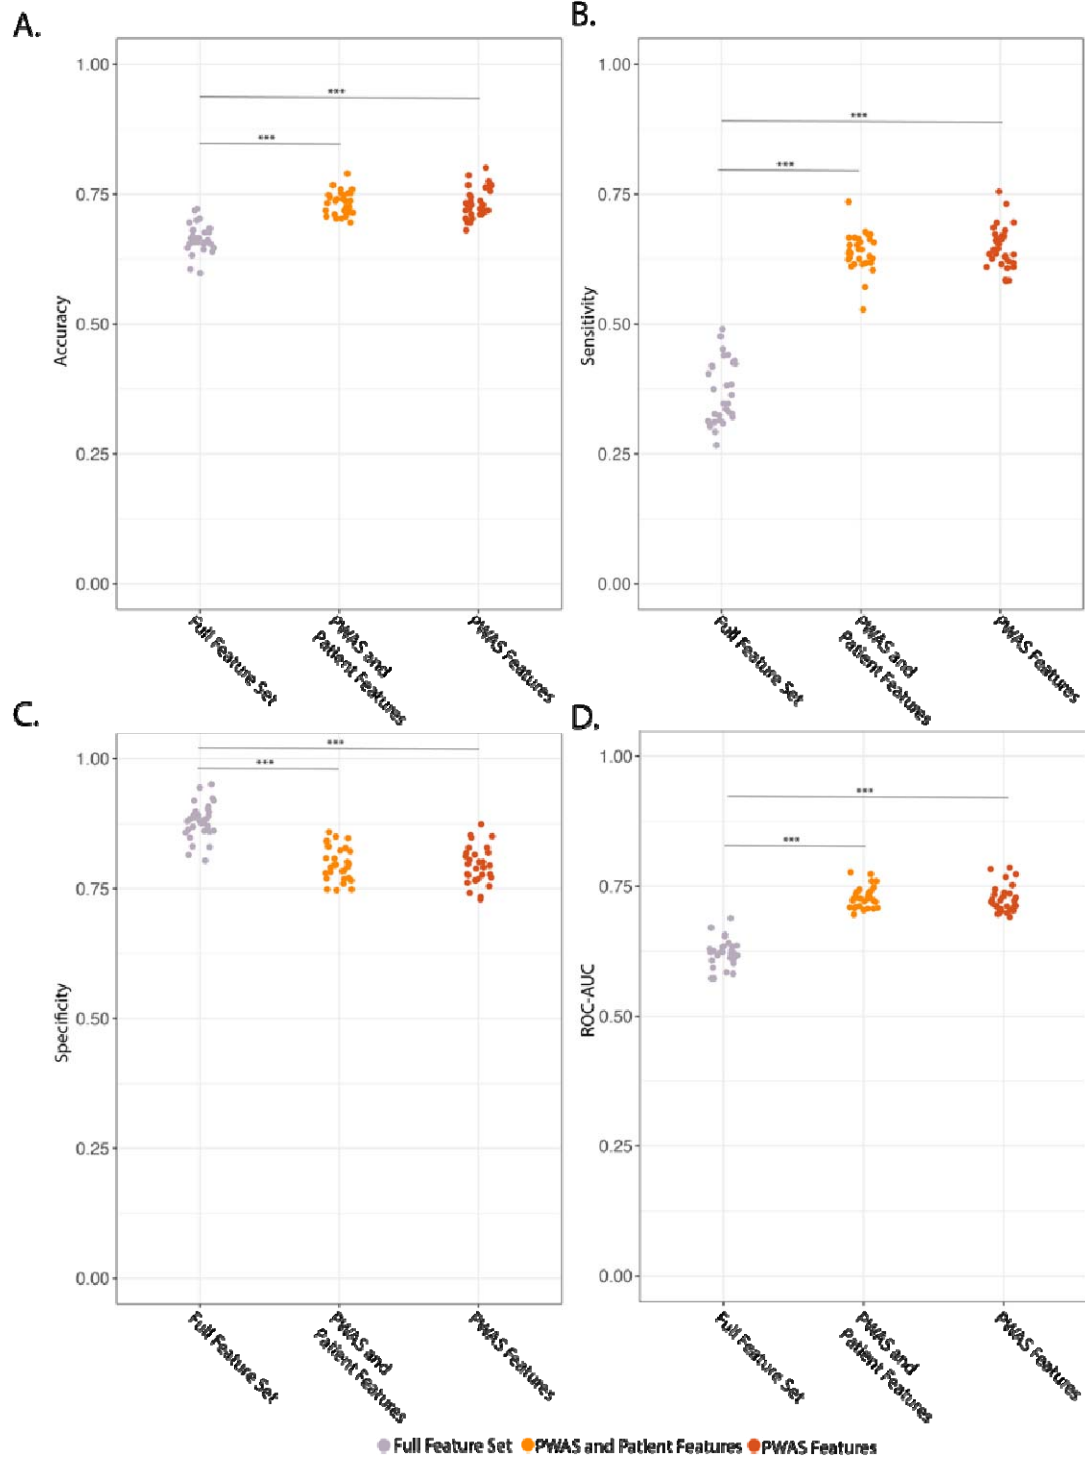 A.
1.00
0.75
0.50
0.25
0.00
Accuracy
***
***
Full Feature Set
PWAS and
Patient Features
PWAS Features
B.
1.00
0.75
0.50
0.25
0.00
Sensitivity
***
***
Full Feature Set
PWAS and
Patient Features
PWAS Features
C.
1.00
0.75
0.50
0.25
0.00
Specificity
***
***
Full Feature Set
PWAS and
Patient Features
PWAS Features
D.
1.00
0.75
0.50
0.25
0.00
ROC-AUC
***
***
Full Feature Set
PWAS and
Patient Features
PWAS Features
Full Feature Set PWAS and Patient Features PWAS Features